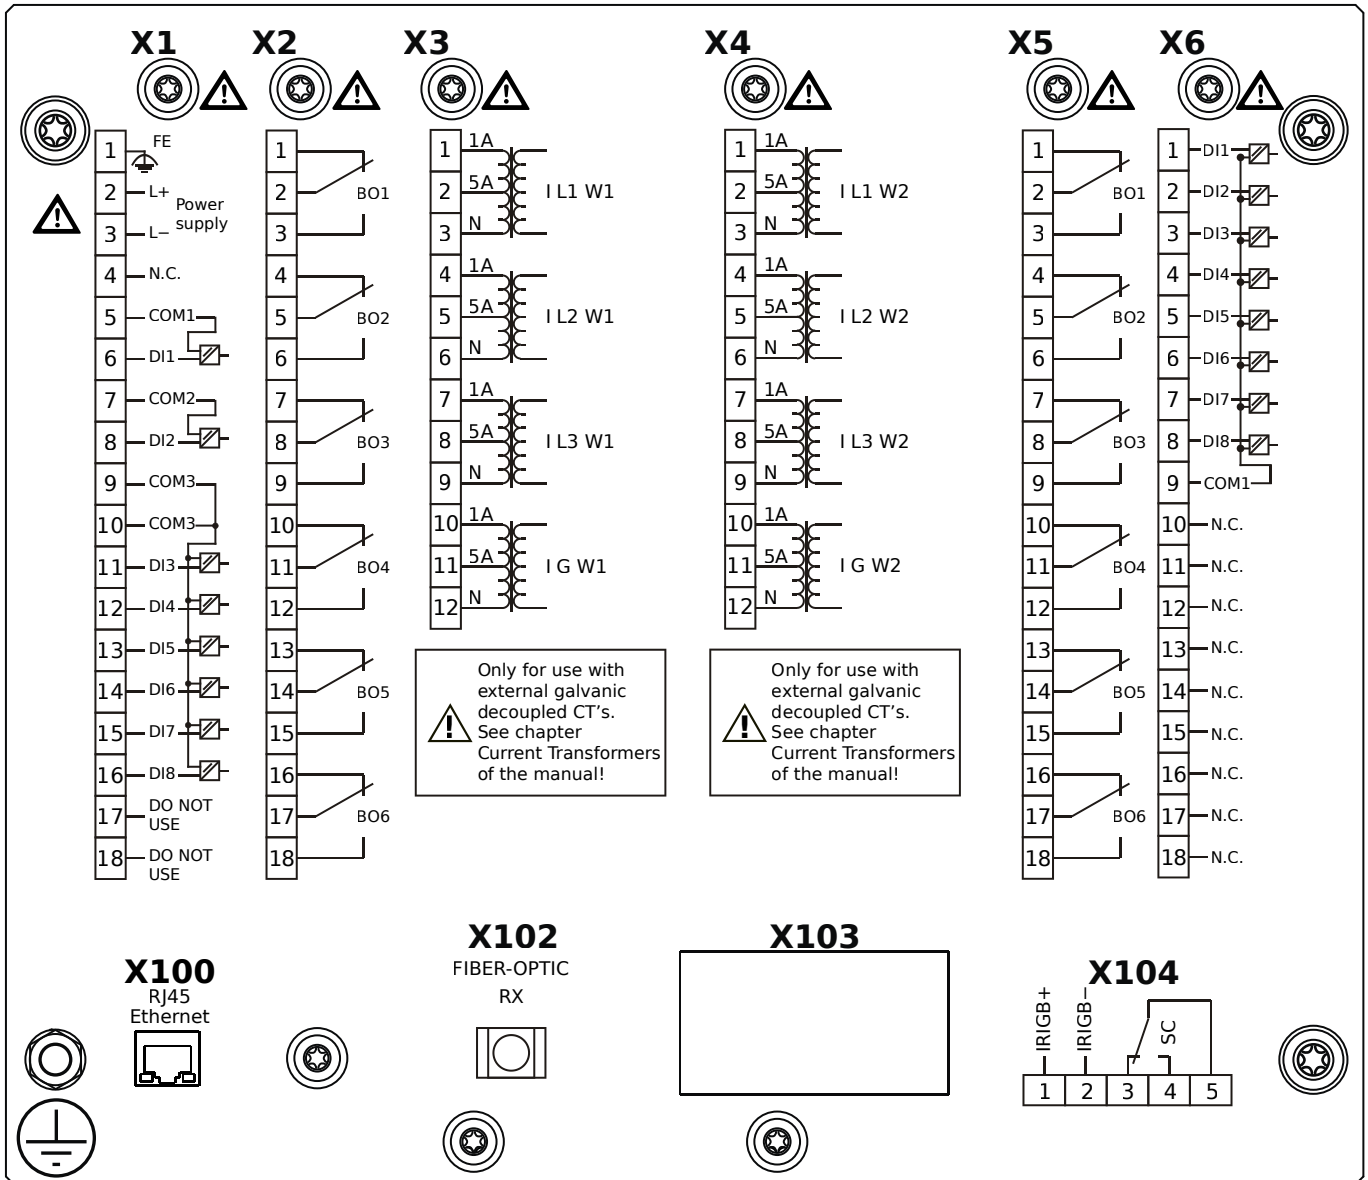 X1
X2
X3
X4
X5
X6
1 FE
2 L+
Power
supply
3 L−
4 N.C.
5 COM1
6 DI1
7 COM2
8 DI2
9 COM3
10 COM3
11 DI3
12 DI4
13 DI5
14 DI6
15 DI7
16 DI8
17 DO NOT
USE
18 DO NOT
USE
1
2 BO1
3
4
5 BO2
6
7
8 BO3
9
10
11 BO4
12
13
14 BO5
15
16
17 BO6
18
1 1A
2 5A I L1 W1
3 N
4 1A
5 5A I L2 W1
6 N
7 1A
8 5A I L3 W1
9 N
10 1A
11 5A I G W1
12 N
Only for use with
external galvanic
decoupled CT's.
See chapter
Current Transformers
of the manual!
1 1A
2 5A I L1 W2
3 N
4 1A
5 5A I L2 W2
6 N
7 1A
8 5A I L3 W2
9 N
10 1A
11 5A I G W2
12 N
Only for use with
external galvanic
decoupled CT's.
See chapter
Current Transformers
of the manual!
1
2 BO1
3
4
5 BO2
6
7
8 BO3
9
10
11 BO4
12
13
14 BO5
15
16
17 BO6
18
1 DI1
2 DI2
3 DI3
4 DI4
5 DI5
6 DI6
7 DI7
8 DI8
9 COM1
10 N.C.
11 N.C.
12 N.C.
13 N.C.
14 N.C.
15 N.C.
16 N.C.
17 N.C.
18 N.C.
X100
RJ45
Ethernet
X102
FIBER-OPTIC
RX
X103
X104
IRIGB+
IRIGB−
SC
1 2 3 4 5